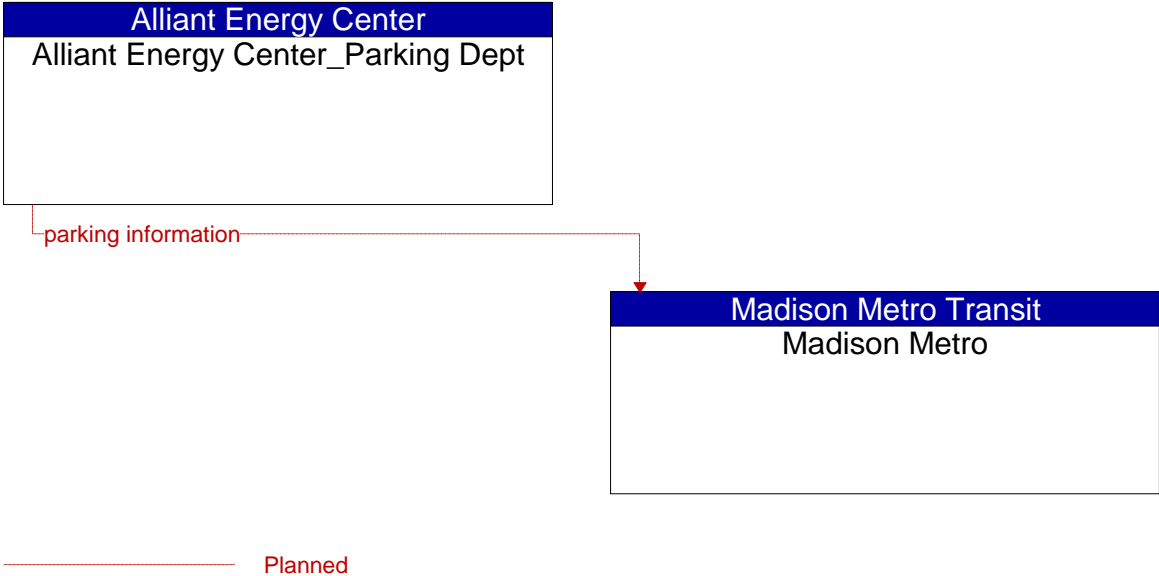 Alliant Energy Center
Alliant Energy Center_Parking Dept
parking information
Madison Metro Transit
Madison Metro
Planned